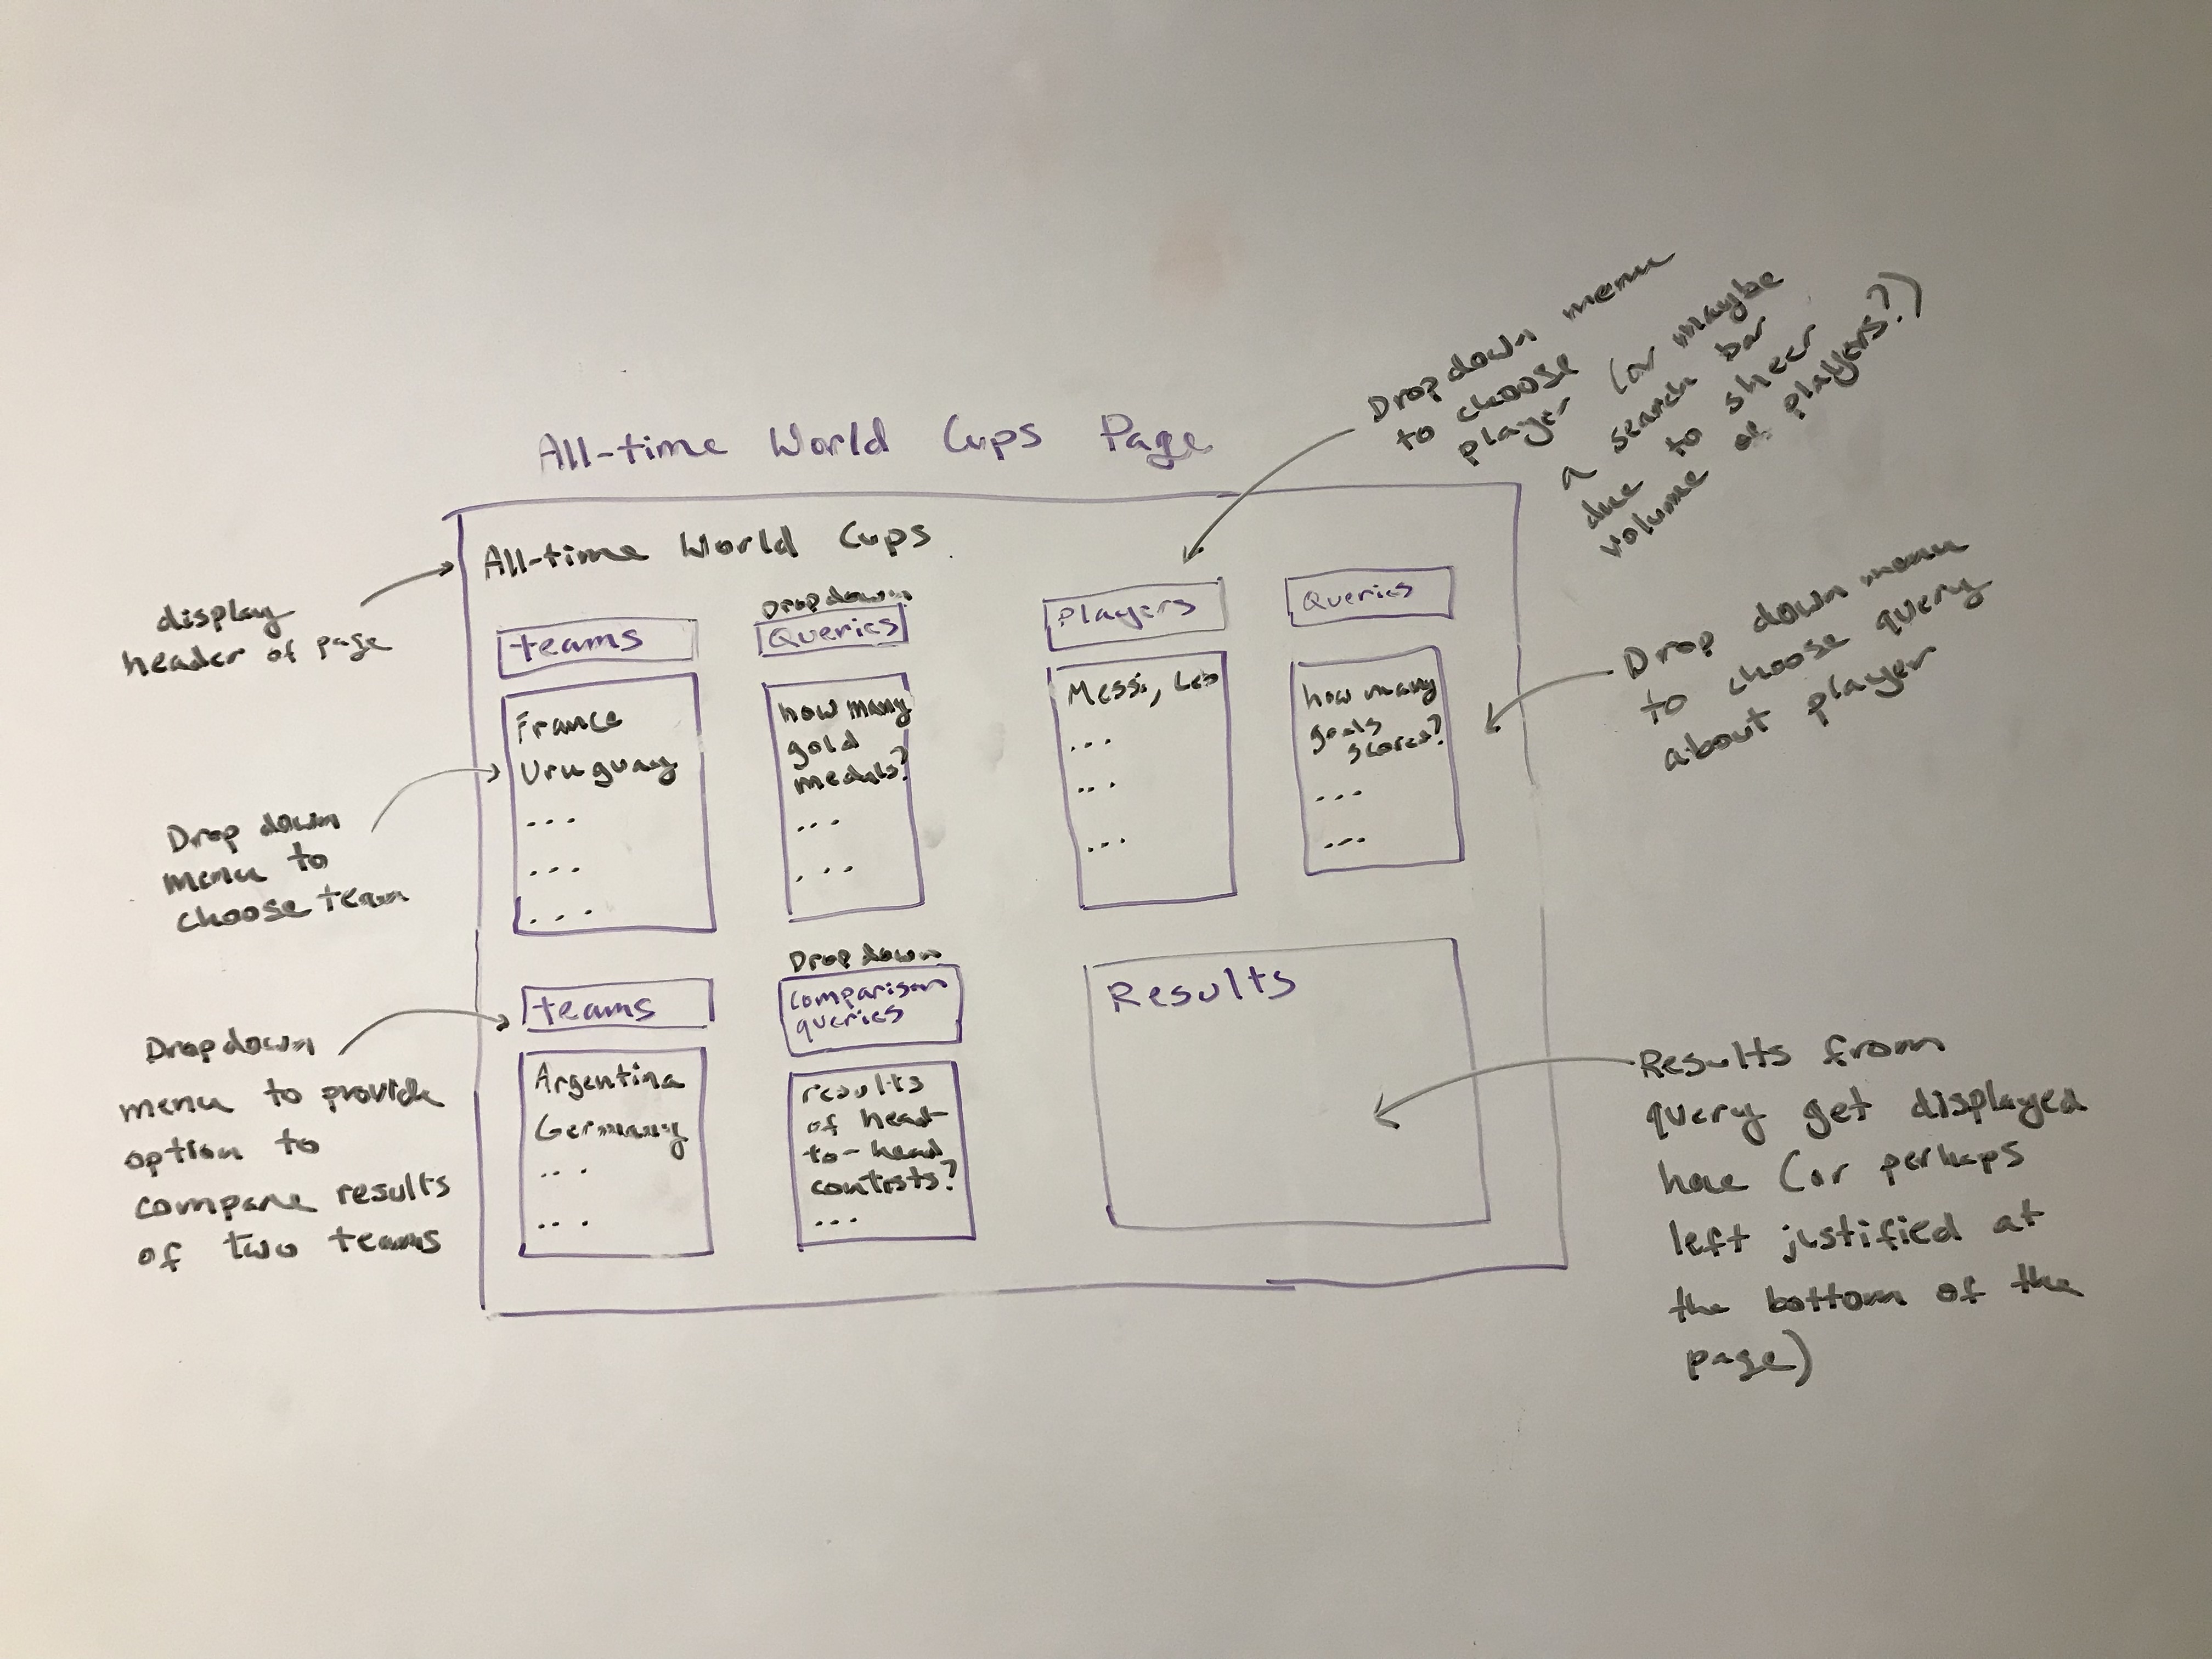 All-time World Cups Page
All-time World Cups
display
header of page
teams
France
Uruguay
...
...
...
Drop down
menu to
choose team
Drop down
Queries
how many
gold
medals?
...
...
Players
Messi, Leo
...
...
...
Drop down menu
to choose
player (or maybe
a search bar
due to sheer
volume of players?)
Queries
how many
goals
scored?
...
...
Drop down menu
to choose query
about player
teams
Argentina
Germany
...
...
Drop down
menu to provide
option to
compare results
of two teams
Drop down
comparison
queries
results
of head-
to-head
contests?
...
Results
Results from
query get displayed
here (or perhaps
left justified at
the bottom of the
page)